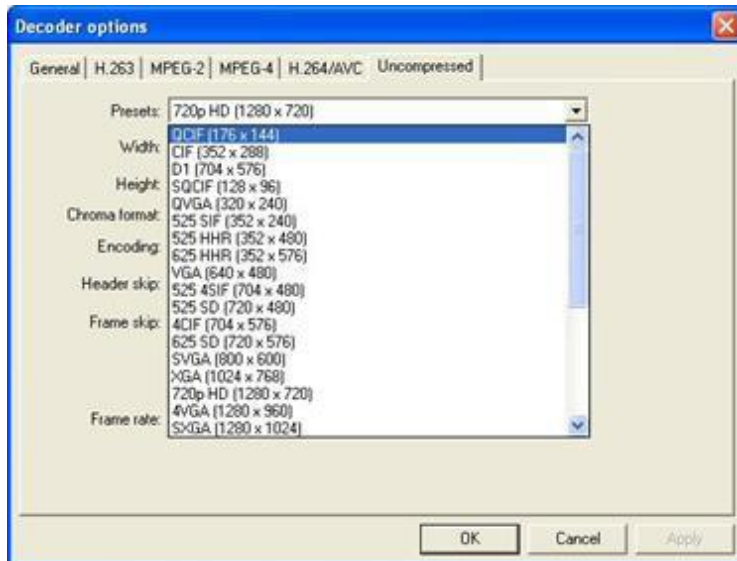 Decoder options
General H.263 MPEG-2 MPEG-4 H.264/AVC Uncompressed
Presets: 720p HD (1280 x 720)
QCIF (176 x 144)
Width: CIF (352 x 288)
D1 (704 x 576)
Height: SQCIF (128 x 96)
QVGA (320 x 240)
Chroma format: 525 SIF (352 x 240)
525 HHR (352 x 480)
Encoding: 625 HHR (352 x 576)
VGA (640 x 480)
Header skip: 525 4SIF (704 x 480)
525 SD (720 x 480)
Frame skip: 4CIF (704 x 576)
625 SD (720 x 576)
SVGA (800 x 600)
XGA (1024 x 768)
720p HD (1280 x 720)
4VGA (1280 x 960)
Frame rate: SXGA (1280 x 1024)
OK Cancel Apply